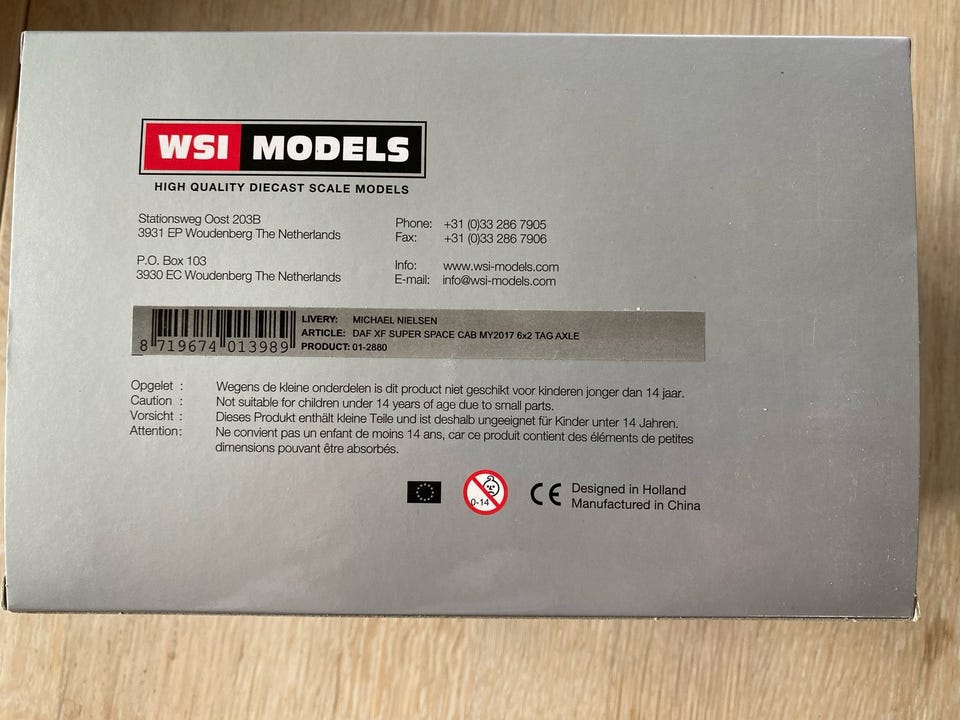 WSI MODELS
HIGH QUALITY DIECAST SCALE MODELS
Stationsweg Oost 203B
3931 EP Woudenberg The Netherlands
P.O. Box 103
3930 EC Woudenberg The Netherlands
Phone: +31 (0)33 286 7905
Fax: +31 (0)33 286 7906
Info: www.wsi-models.com
E-mail: info@wsi-models.com
8 719674 013989
LIVERY: MICHAEL NIELSEN
ARTICLE: DAF XF SUPER SPACE CAB MY2017 6x2 TAG AXLE
PRODUCT: 01-2880
Opgelet : Wegens de kleine onderdelen is dit product niet geschikt voor kinderen jonger dan 14 jaar.
Caution : Not suitable for children under 14 years of age due to small parts.
Vorsicht : Dieses Produkt enthält kleine Teile und ist deshalb ungeeignet für Kinder unter 14 Jahren.
Attention: Ne convient pas un enfant de moins 14 ans, car ce produit contient des éléments de petites
dimensions pouvant être absorbés.
0-14
CE
Designed in Holland
Manufactured in China